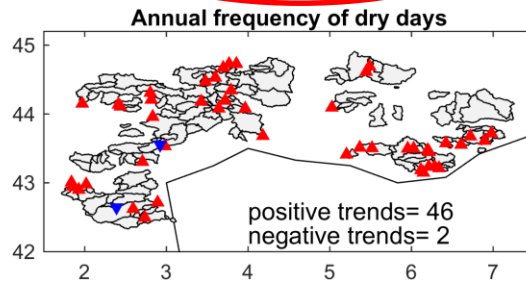 Annual frequency of dry days
45
44
43
42
positive trends= 46
negative trends= 2
2 3 4 5 6 7